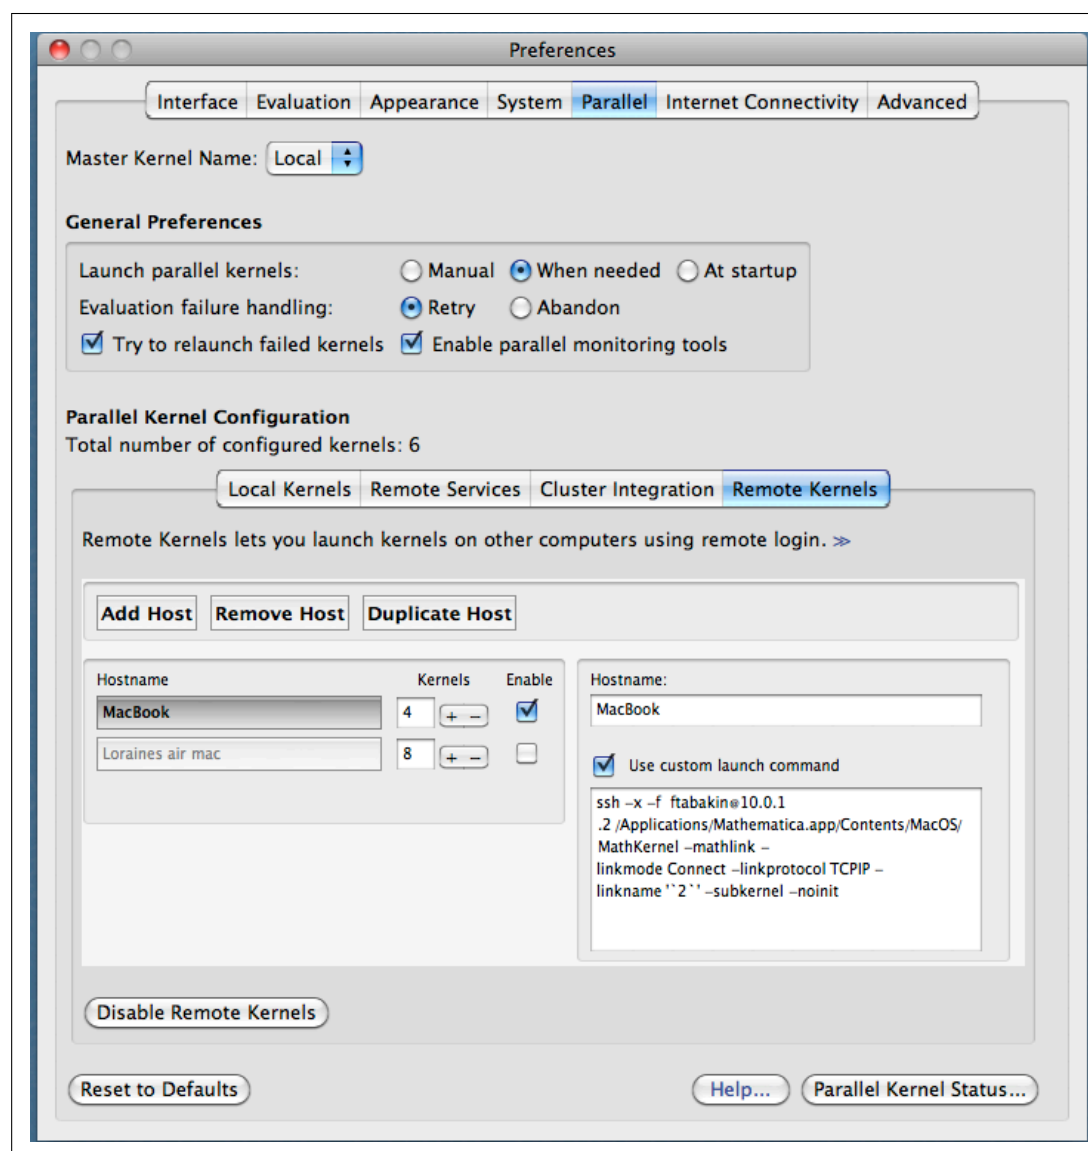 Preferences
Interface Evaluation Appearance System Parallel Internet Connectivity Advanced
Master Kernel Name: Local
General Preferences
Launch parallel kernels: Manual When needed At startup
Evaluation failure handling: Retry Abandon
Try to relaunch failed kernels Enable parallel monitoring tools
Parallel Kernel Configuration
Total number of configured kernels: 6
Local Kernels Remote Services Cluster Integration Remote Kernels
Remote Kernels lets you launch kernels on other computers using remote login. ≫
Add Host Remove Host Duplicate Host
Hostname Kernels Enable
MacBook 4 + −
Loraines air mac 8 + −
Hostname:
MacBook
Use custom launch command
ssh –x –f ftabakin@10.0.1
.2 /Applications/Mathematica.app/Contents/MacOS/
MathKernel –mathlink –
linkmode Connect –linkprotocol TCPIP –
linkname '`2`' –subkernel –noinit
Disable Remote Kernels
Reset to Defaults Help... Parallel Kernel Status...